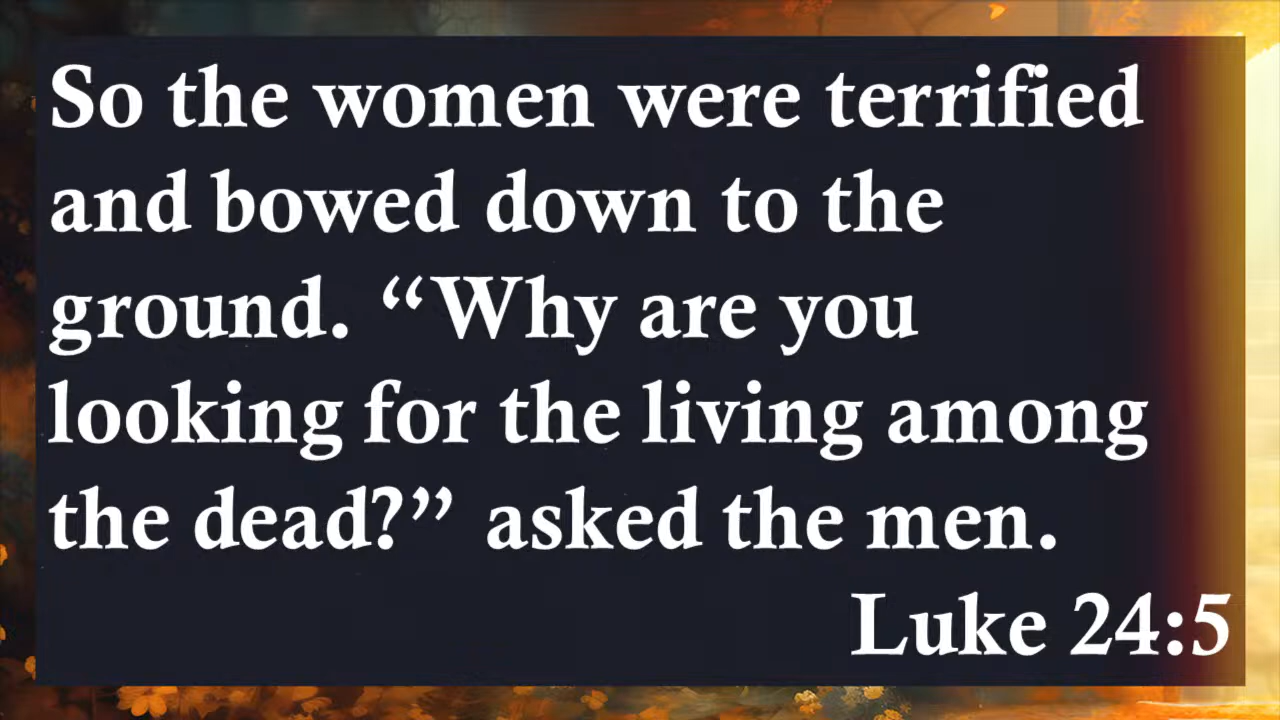 So the women were terrified
and bowed down to the
ground. “Why are you
looking for the living among
the dead?” asked the men.
Luke 24:5